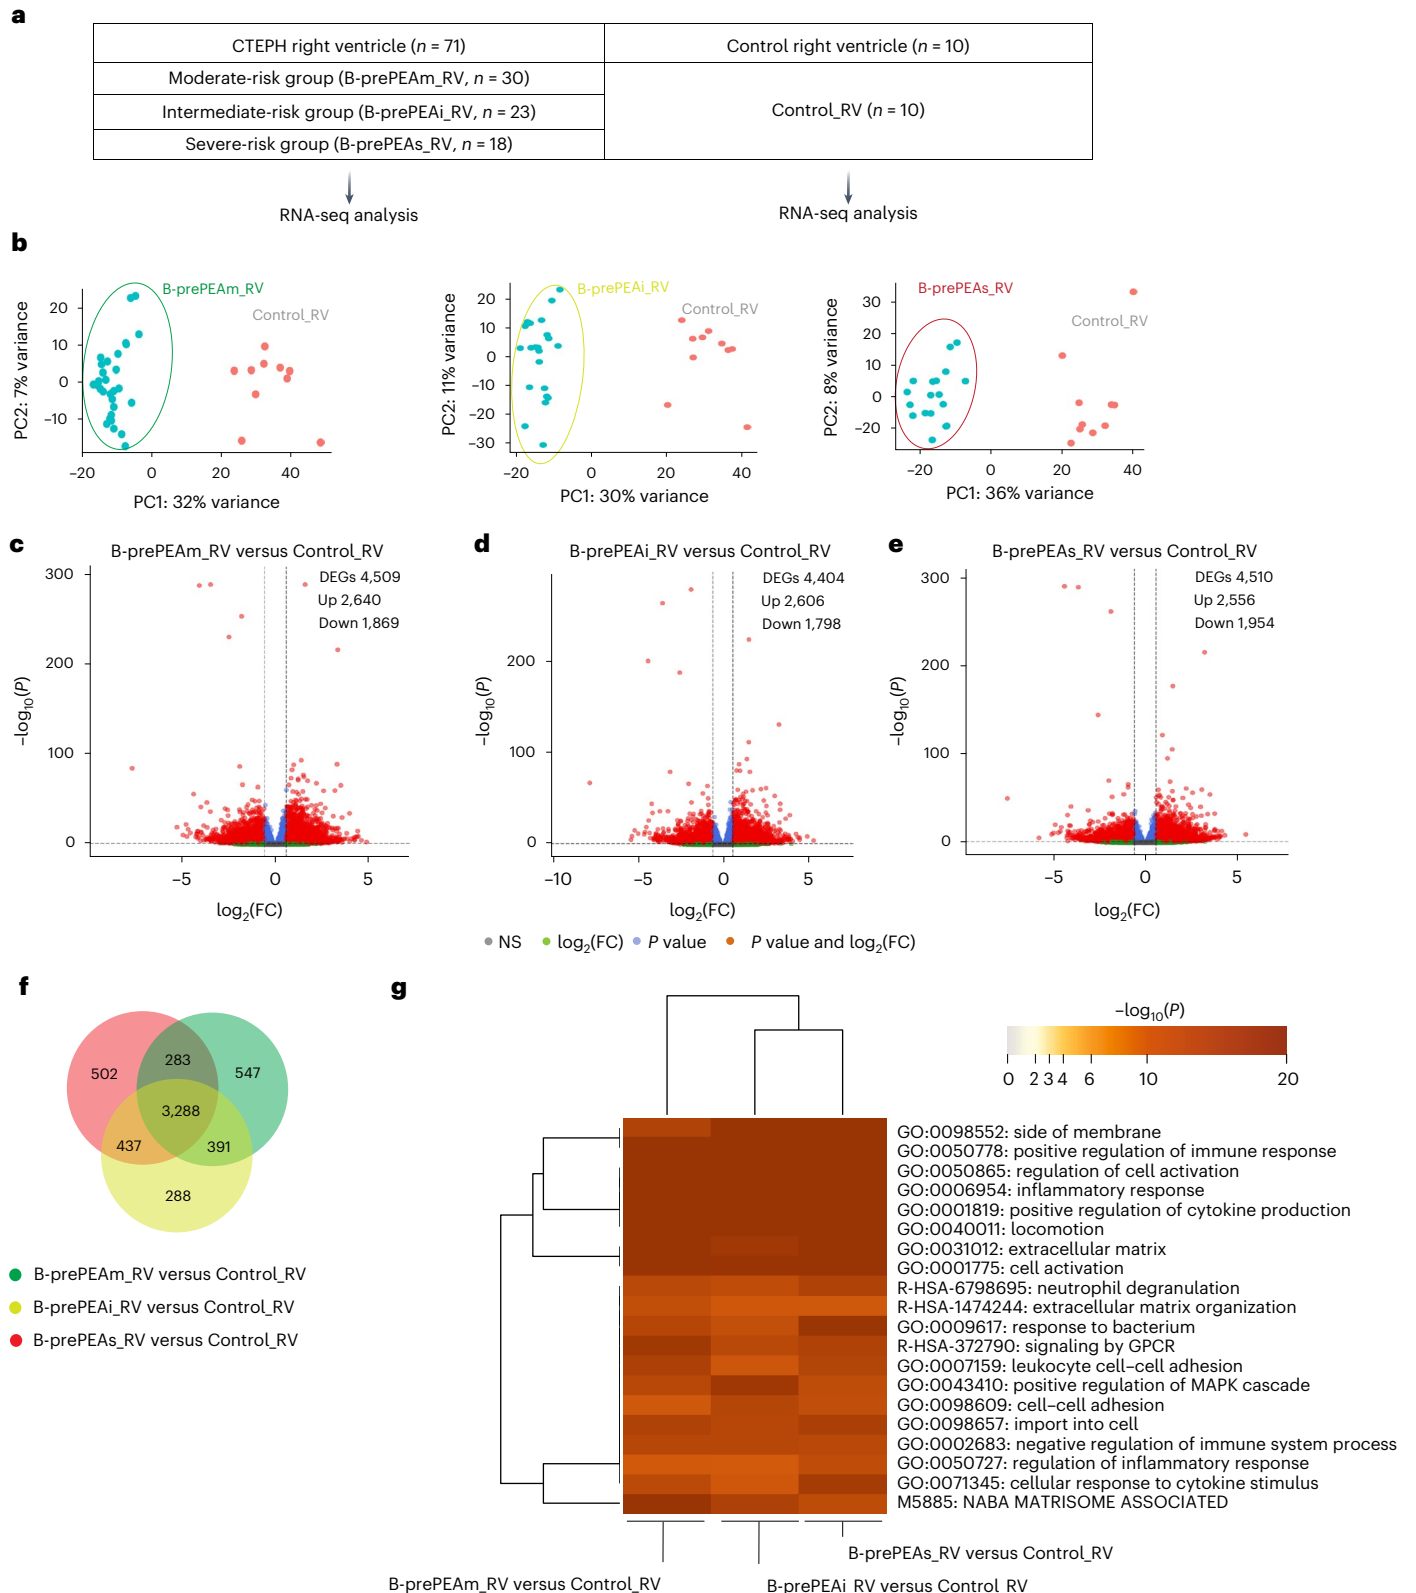 a
CTEPH right ventricle (n = 71)
Control right ventricle (n = 10)
Moderate-risk group (B-prePEAm_RV, n = 30)
Intermediate-risk group (B-prePEAi_RV, n = 23)
Severe-risk group (B-prePEAs_RV, n = 18)
Control_RV (n = 10)
RNA-seq analysis
RNA-seq analysis
b
B-prePEAm_RV
Control_RV
PC2: 7% variance
20
10
0
–10
–20
0
20
40
PC1: 32% variance
B-prePEAi_RV
Control_RV
PC2: 11% variance
20
10
0
–10
–20
–30
–20
0
20
40
PC1: 30% variance
B-prePEAs_RV
Control_RV
PC2: 8% variance
30
20
10
0
–20
–20
0
20
40
PC1: 36% variance
c
B-prePEAm_RV versus Control_RV
DEGs 4,509
Up 2,640
Down 1,869
–log10(P)
300
200
100
0
–5
0
5
log2(FC)
d
B-prePEAi_RV versus Control_RV
DEGs 4,404
Up 2,606
Down 1,798
–log10(P)
200
100
0
–10
–5
0
5
log2(FC)
e
B-prePEAs_RV versus Control_RV
DEGs 4,510
Up 2,556
Down 1,954
–log10(P)
300
200
100
0
–5
0
5
log2(FC)
NS
log2(FC)
P value
P value and log2(FC)
f
502
283
547
3,288
437
391
288
B-prePEAm_RV versus Control_RV
B-prePEAi_RV versus Control_RV
B-prePEAs_RV versus Control_RV
g
–log10(P)
0 2 3 4 6 10 20
GO:0098552: side of membrane
GO:0050778: positive regulation of immune response
GO:0050865: regulation of cell activation
GO:0006954: inflammatory response
GO:0001819: positive regulation of cytokine production
GO:0040011: locomotion
GO:0031012: extracellular matrix
GO:0001775: cell activation
R-HSA-6798695: neutrophil degranulation
R-HSA-1474244: extracellular matrix organization
GO:0009617: response to bacterium
R-HSA-372790: signaling by GPCR
GO:0007159: leukocyte cell–cell adhesion
GO:0043410: positive regulation of MAPK cascade
GO:0098609: cell–cell adhesion
GO:0098657: import into cell
GO:0002683: negative regulation of immune system process
GO:0050727: regulation of inflammatory response
GO:0071345: cellular response to cytokine stimulus
M5885: NABA MATRISOME ASSOCIATED
B-prePEAs_RV versus Control_RV
B-prePEAm_RV versus Control_RV
B-prePEAi_RV versus Control_RV